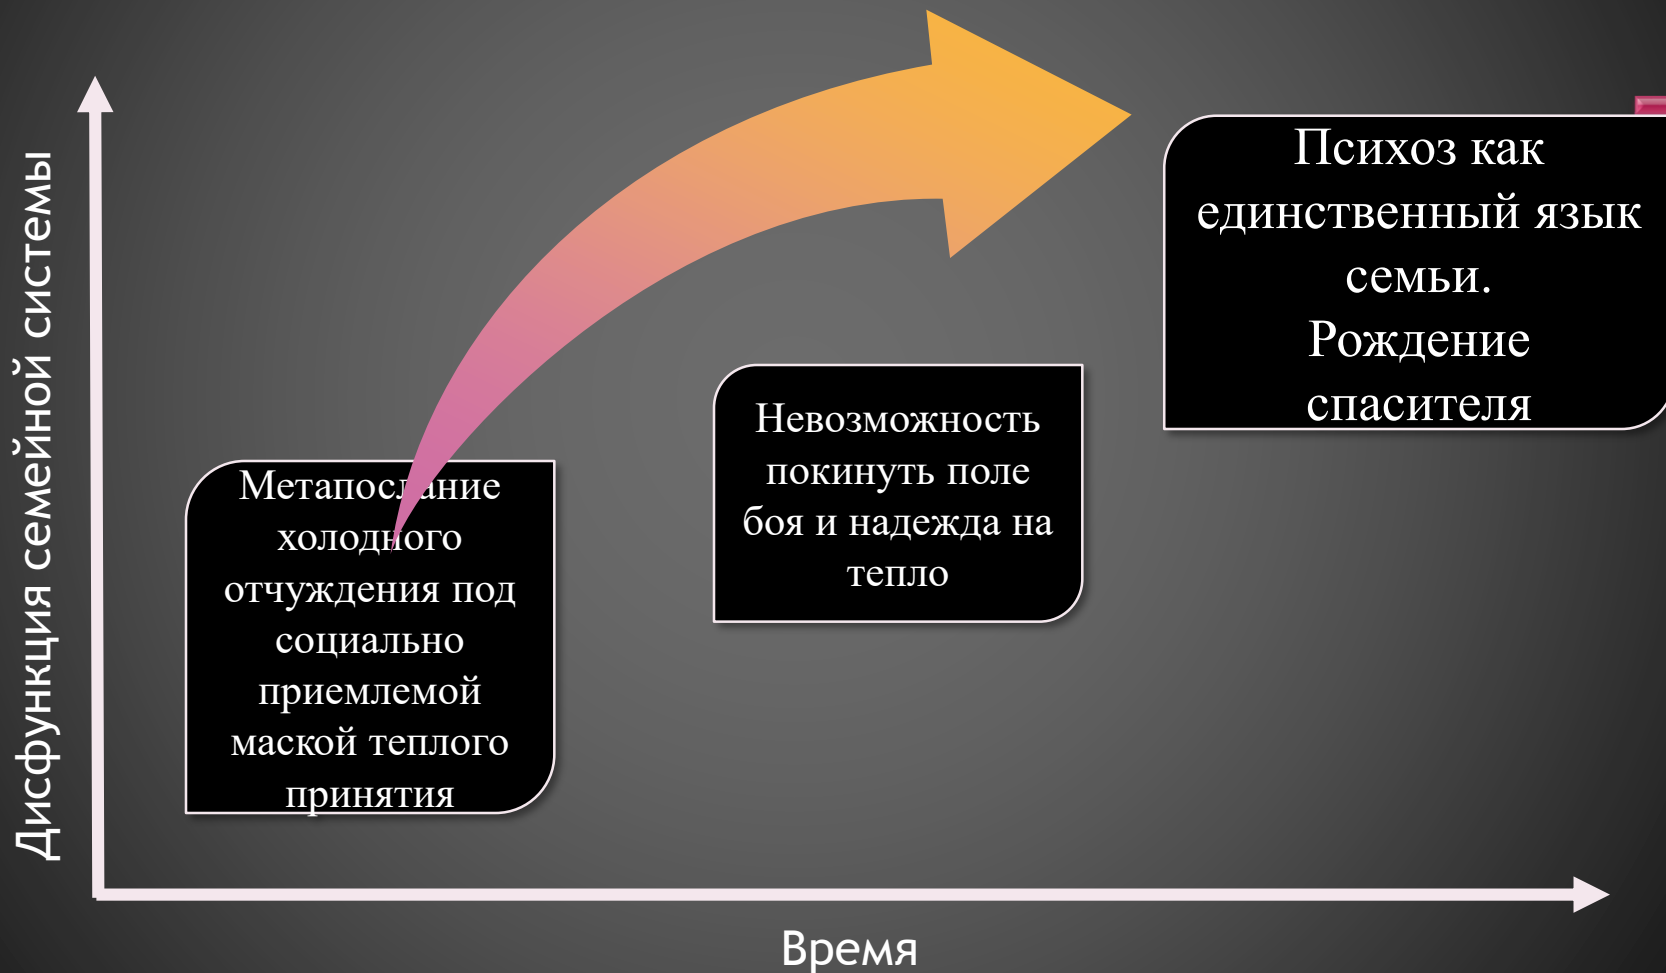 Дисфункция семейной системы
Метапослание
холодного
отчуждения под
социально
приемлемой
маской теплого
принятия
Невозможность
покинуть поле
боя и надежда на
тепло
Психоз как
единственный язык
семьи.
Рождение
спасителя
Время